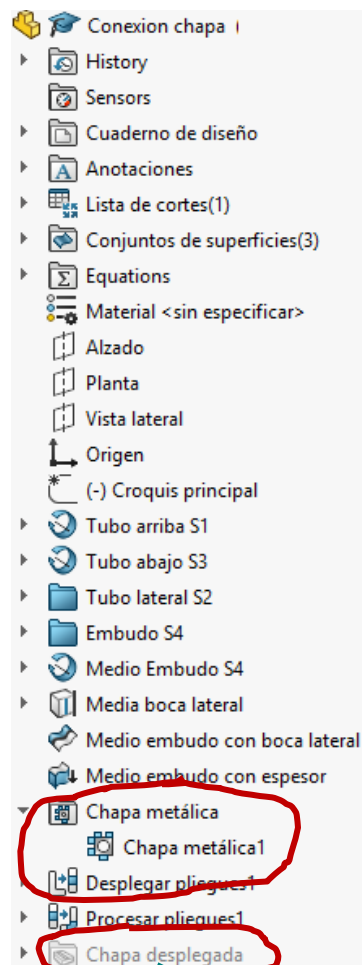 Conexion chapa (
History
Sensors
Cuaderno de diseño
Anotaciones
Lista de cortes(1)
Conjuntos de superficies(3)
Equations
Material <sin especificar>
Alzado
Planta
Vista lateral
Origen
(-) Croquis principal
Tubo arriba S1
Tubo abajo S3
Tubo lateral S2
Embudo S4
Medio Embudo S4
Media boca lateral
Medio embudo con boca lateral
Medio embudo con espesor
Chapa metálica
Chapa metálica1
Desplegar pliegues1
Procesar pliegues1
Chapa desplegada